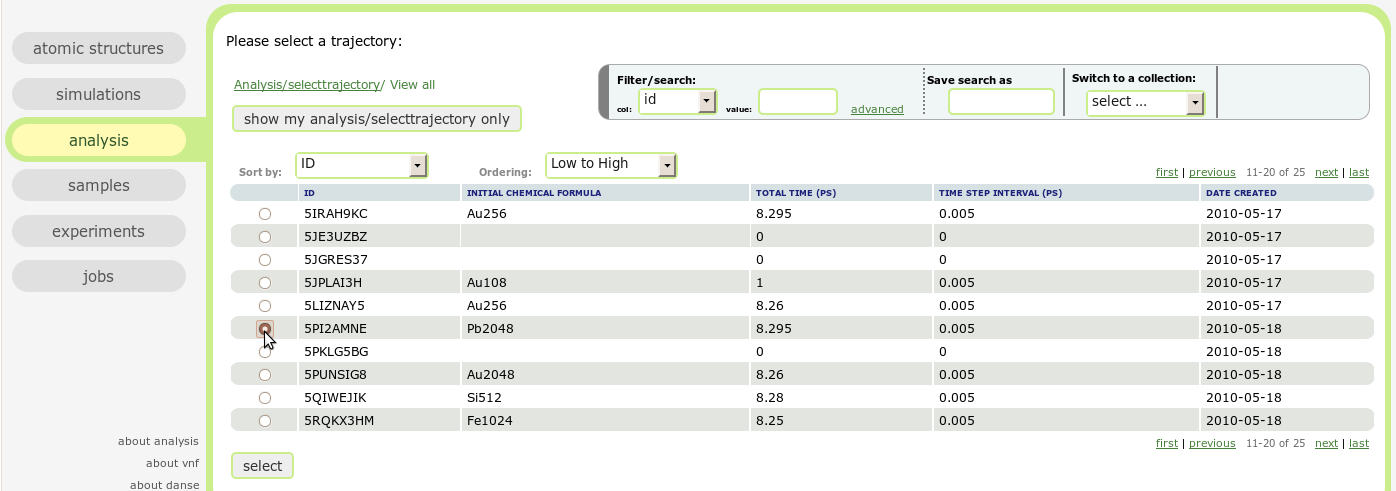 atomic structures
simulations
analysis
samples
experiments
jobs
about analysis
about vnf
about danse
Please select a trajectory:
Analysis/selecttrajectory/ View all
show my analysis/selecttrajectory only
Filter/search:
col: id value: advanced
Save search as
Switch to a collection:
select ...
Sort by: ID Ordering: Low to High first | previous 11-20 of 25 next | last
ID INITIAL CHEMICAL FORMULA TOTAL TIME (PS) TIME STEP INTERVAL (PS) DATE CREATED
5IRAH9KC Au256 8.295 0.005 2010-05-17
5JE3UZBZ 0 0 2010-05-17
5JGRES37 0 0 2010-05-17
5JPLAI3H Au108 1 0.005 2010-05-17
5LIZNAY5 Au256 8.26 0.005 2010-05-17
5PI2AMNE Pb2048 8.295 0.005 2010-05-18
5PKLG5BG 0 0 2010-05-18
5PUNSIG8 Au2048 8.26 0.005 2010-05-18
5QIWEJIK Si512 8.28 0.005 2010-05-18
5RQKX3HM Fe1024 8.25 0.005 2010-05-18
first | previous 11-20 of 25 next | last
select